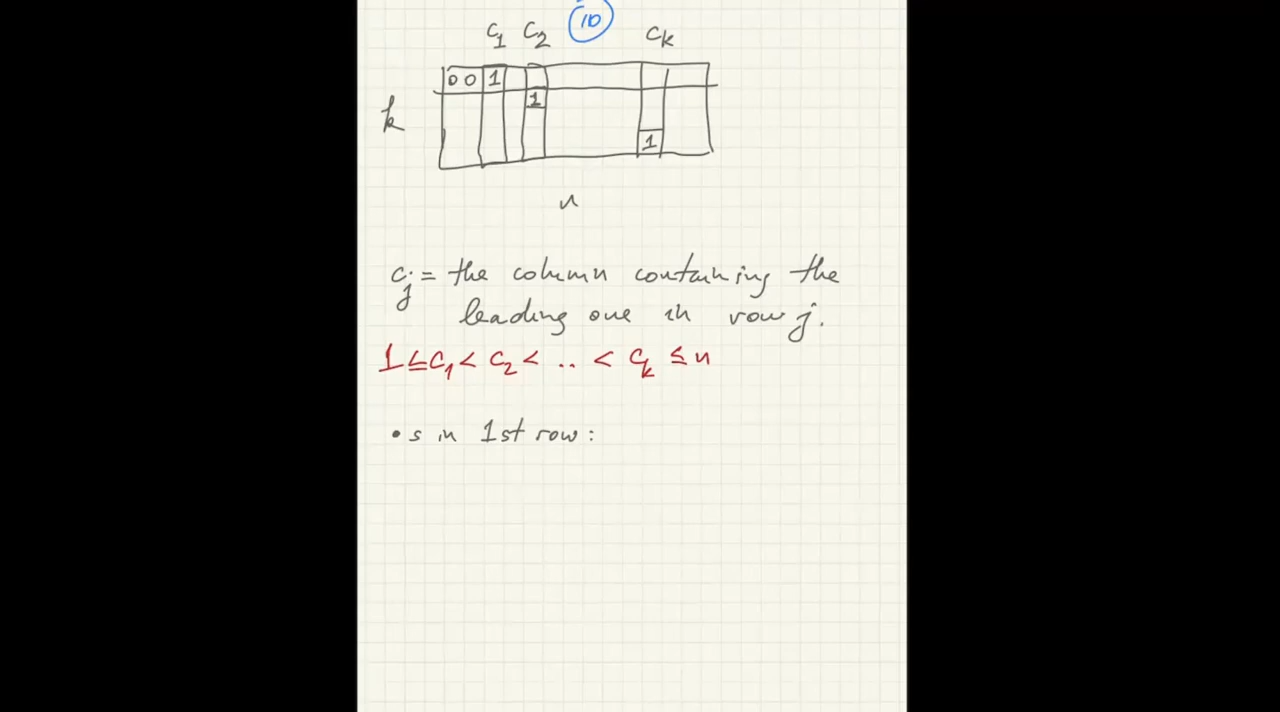 10
c₁ c₂ cₖ
0 0 1
k
1
1
n
cⱼ = the column containing the
leading one in row j.
1 ≤ c₁ < c₂ < .. < cₖ ≤ n
• s in 1st row :